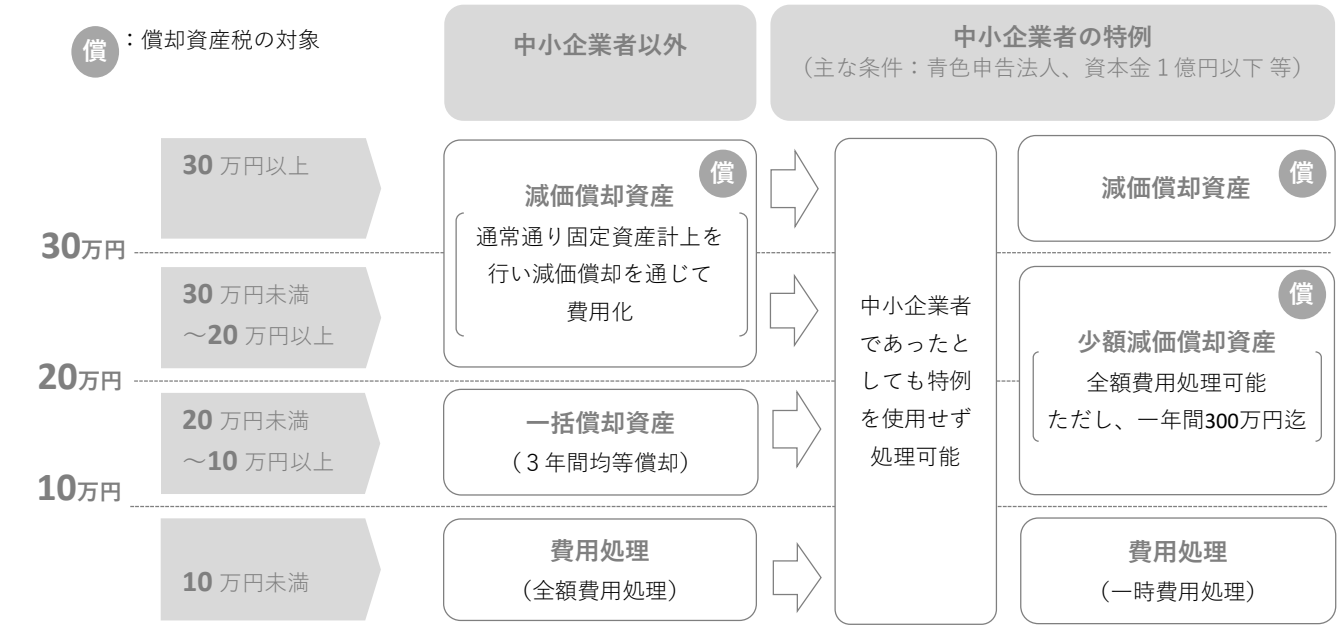 償
：償却資産税の対象
中小企業者以外
中小企業者の特例
（主な条件：青色申告法人、資本金１億円以下 等）
30 万円以上
償
減価償却資産
通常通り固定資産計上を
行い減価償却を通じて
費用化
償
減価償却資産
30万円
30 万円未満
～20 万円以上
中小企業者
であったと
しても特例
を使用せず
処理可能
償
少額減価償却資産
全額費用処理可能
ただし、一年間300万円迄
20万円
20 万円未満
～10 万円以上
一括償却資産
（３年間均等償却）
10万円
10 万円未満
費用処理
（全額費用処理）
費用処理
（一時費用処理）